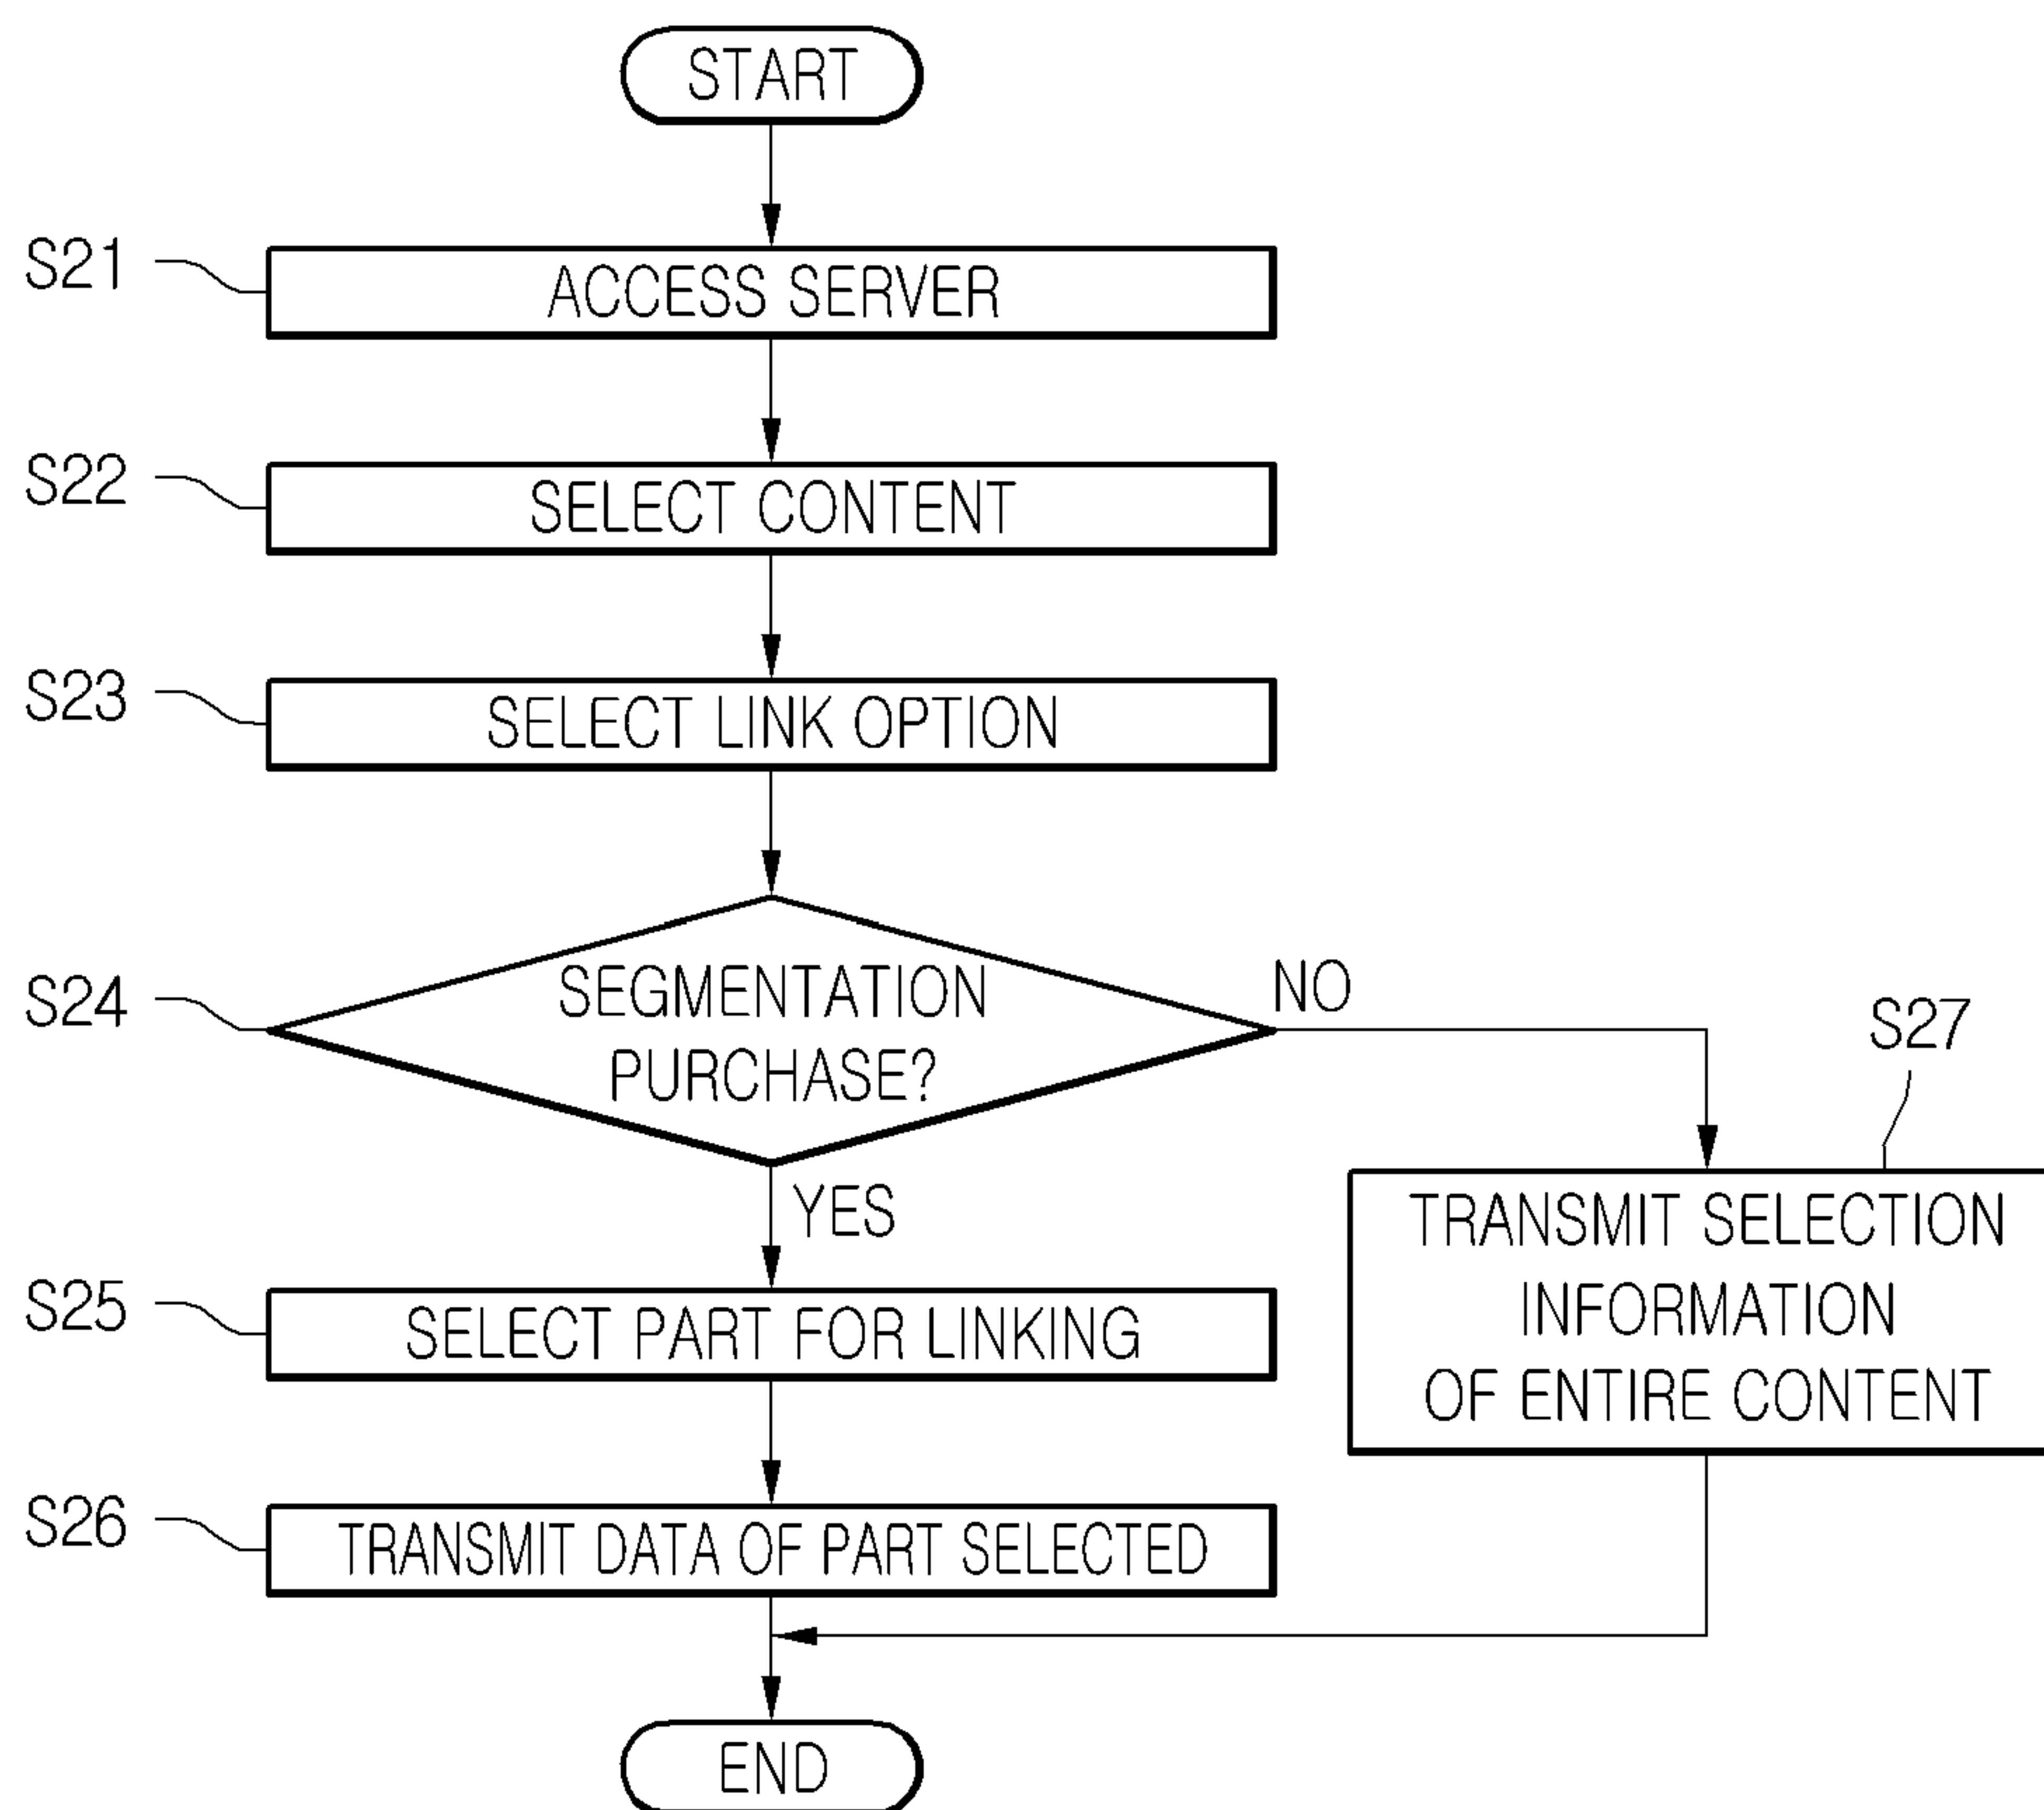 START
S21
ACCESS SERVER
S22
SELECT CONTENT
S23
SELECT LINK OPTION
S24
SEGMENTATION
PURCHASE?
NO
YES
S25
SELECT PART FOR LINKING
S26
TRANSMIT DATA OF PART SELECTED
S27
TRANSMIT SELECTION
INFORMATION
OF ENTIRE CONTENT
END